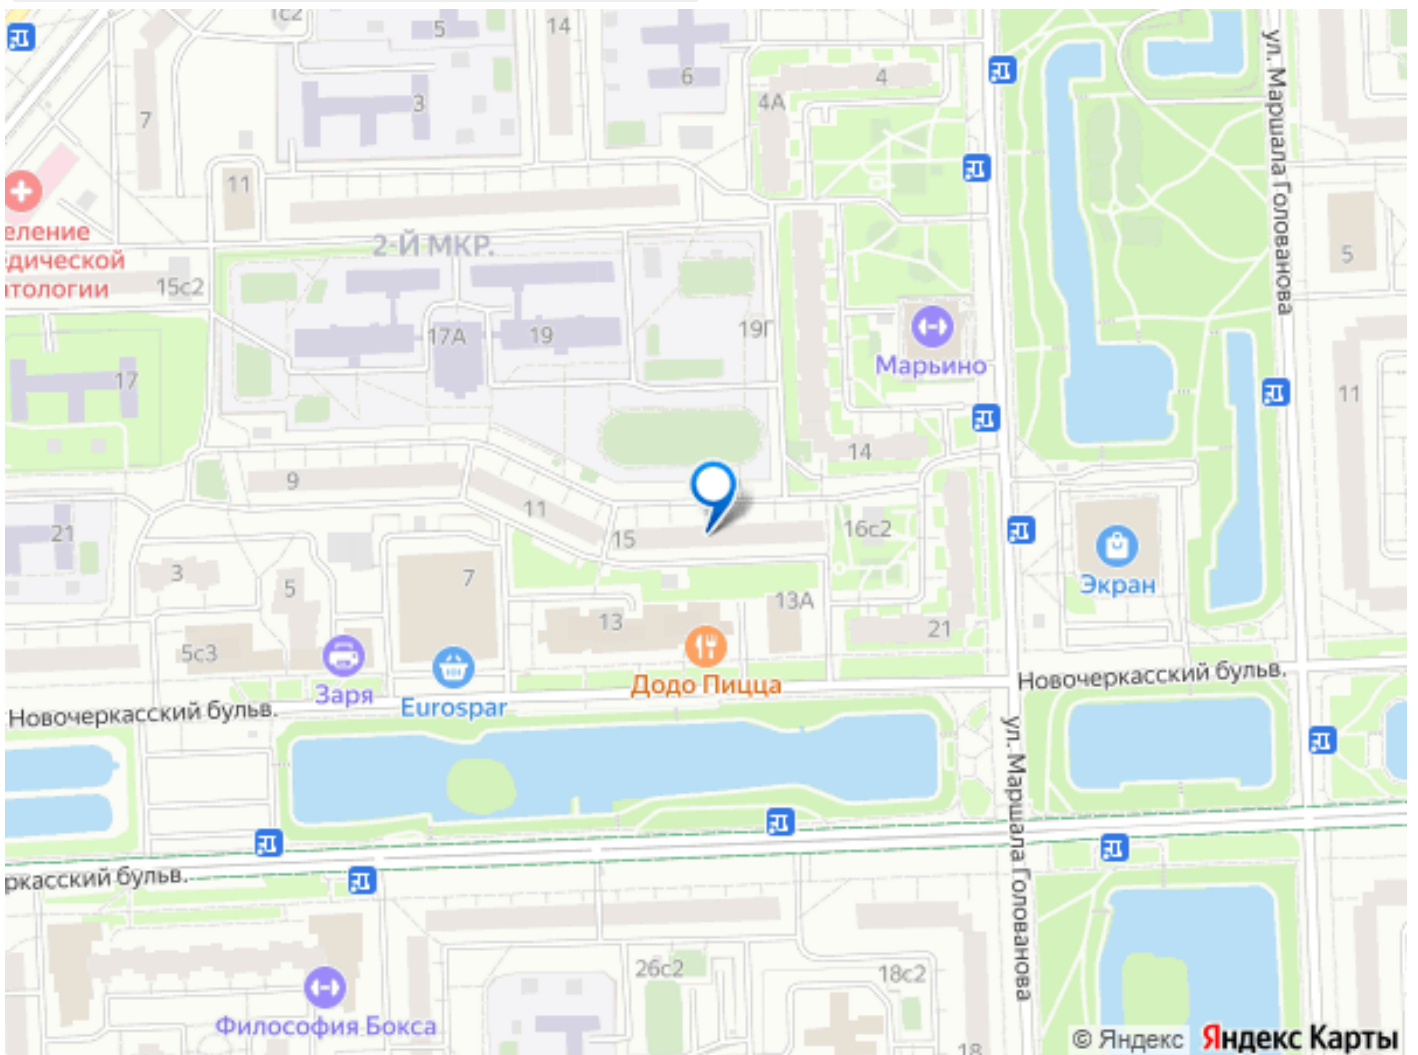 1с2
5
14
6
4
4А
3
7
11
ул. Маршала Голованова
еление
дической
тологии
2-Й МКР.
15с2
5
17А
19
19Г
Марьино
17
11
14
9
11
15
16с2
21
Экран
3
5
7
13А
13
21
5с3
Заря
Eurospar
Додо Пицца
Новочеркасский бульв.
Новочеркасский бульв.
ул. Маршала Голованова
ркасский бульв.
26с2
18с2
Философия Бокса
18
© Яндекс Яндекс Карты